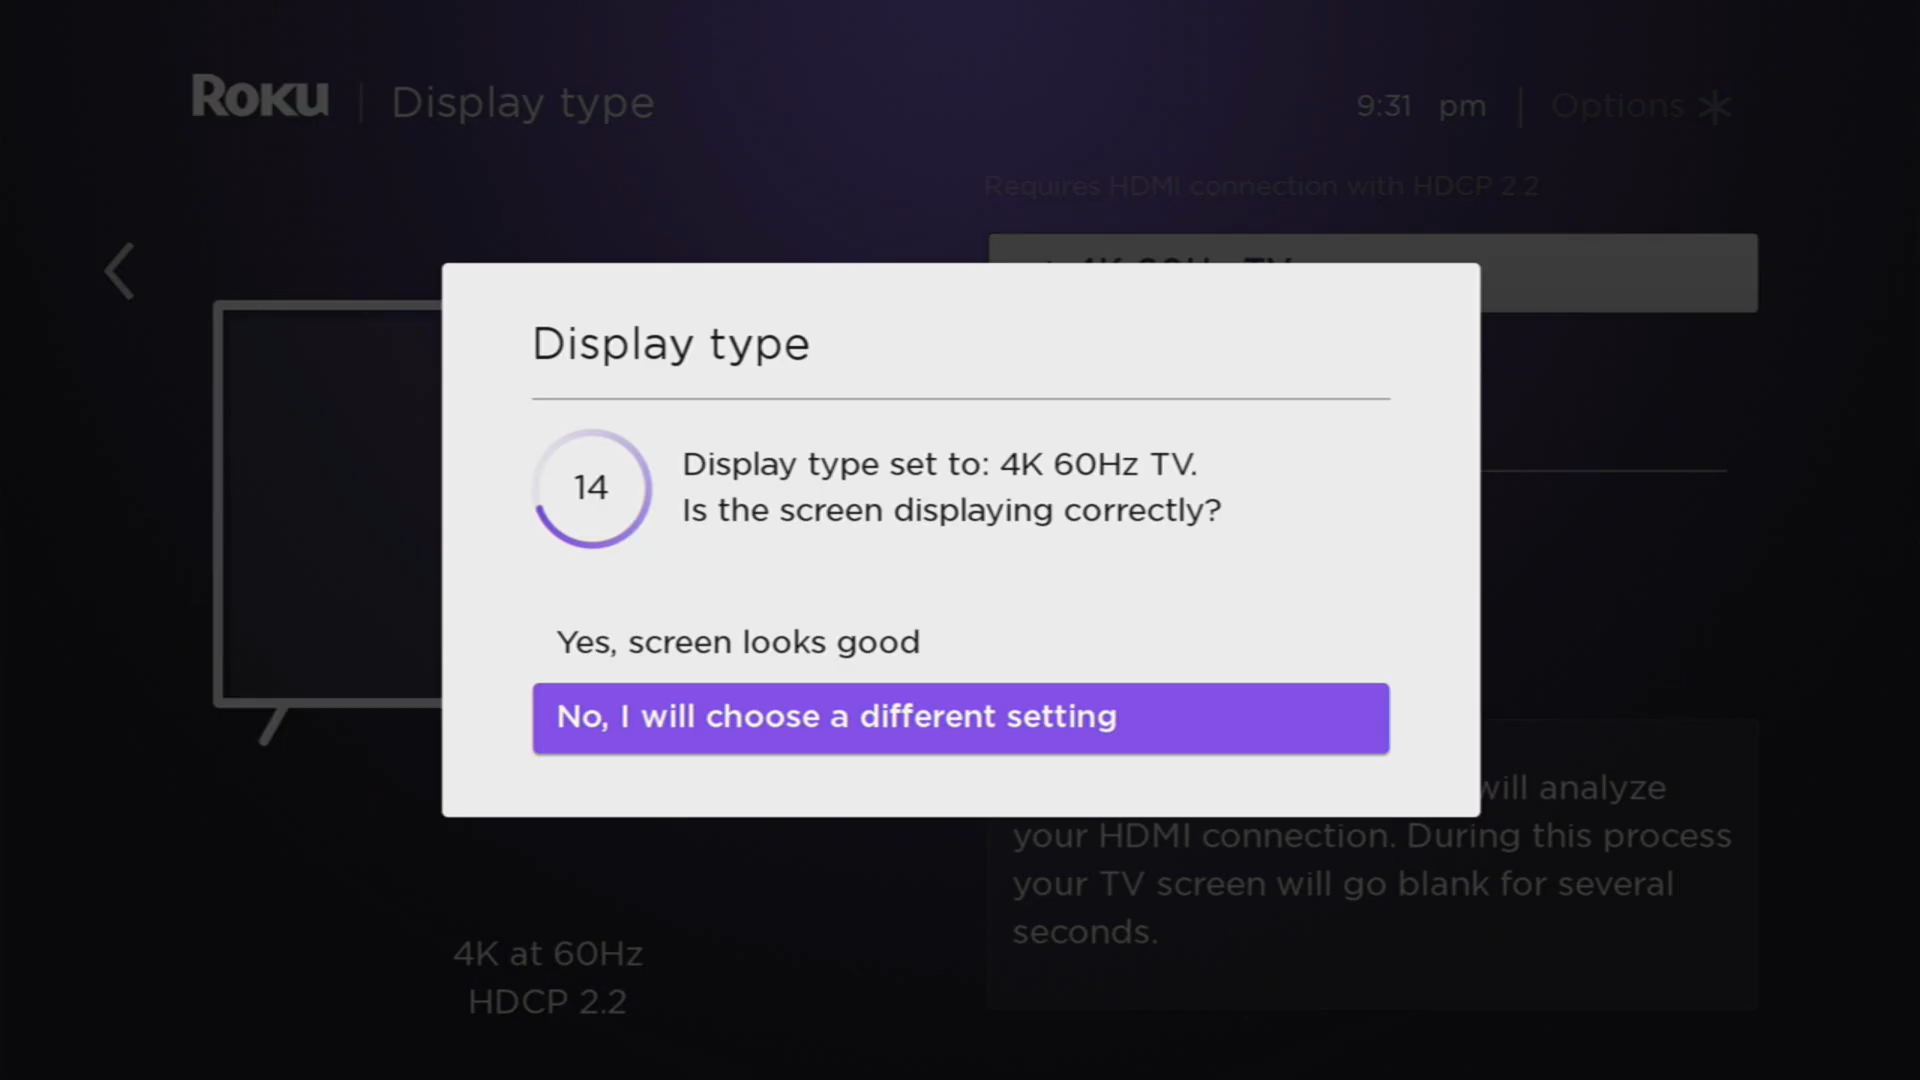 Roku | Display type
9:31 pm | Options
Requires HDMI connection with HDCP 2.2
4K 60Hz TV
Display type
14
Display type set to: 4K 60Hz TV.
Is the screen displaying correctly?
Yes, screen looks good
No, I will choose a different setting
will analyze
your HDMI connection. During this process
your TV screen will go blank for several
seconds.
4K at 60Hz
HDCP 2.2